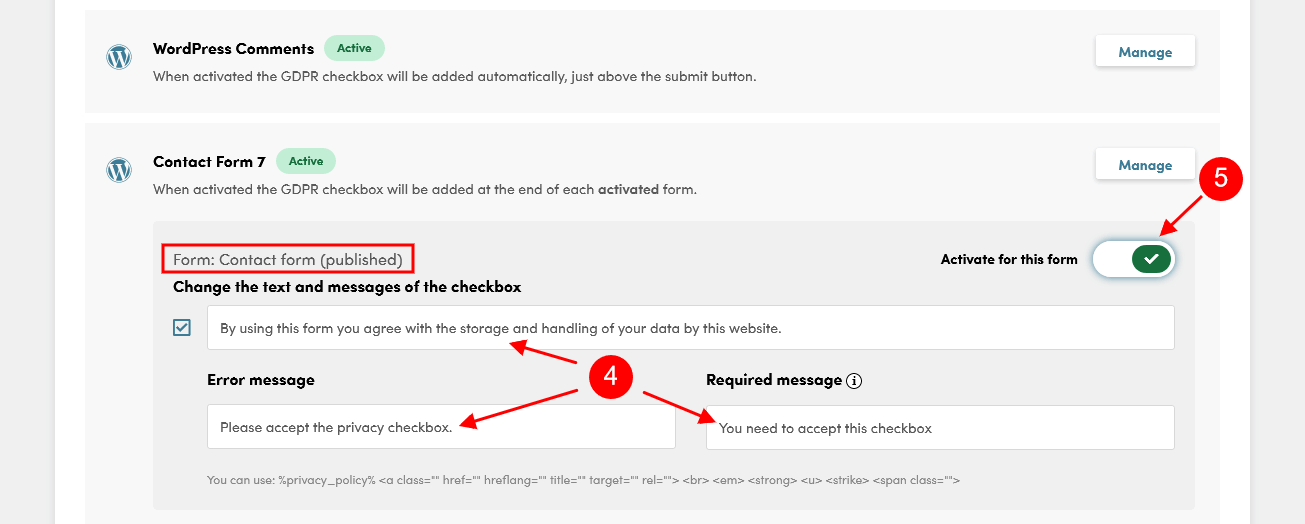 WordPress Comments Active
Manage
When activated the GDPR checkbox will be added automatically, just above the submit button.
Contact Form 7 Active
Manage
When activated the GDPR checkbox will be added at the end of each activated form.
5
Form: Contact form (published)
Activate for this form
Change the text and messages of the checkbox
By using this form you agree with the storage and handling of your data by this website.
4
Error message
Required message
Please accept the privacy checkbox.
You need to accept this checkbox
You can use: %privacy_policy% <a class="" href="" hreflang="" title="" target="" rel=""> <br> <em> <strong> <u> <strike> <span class="">